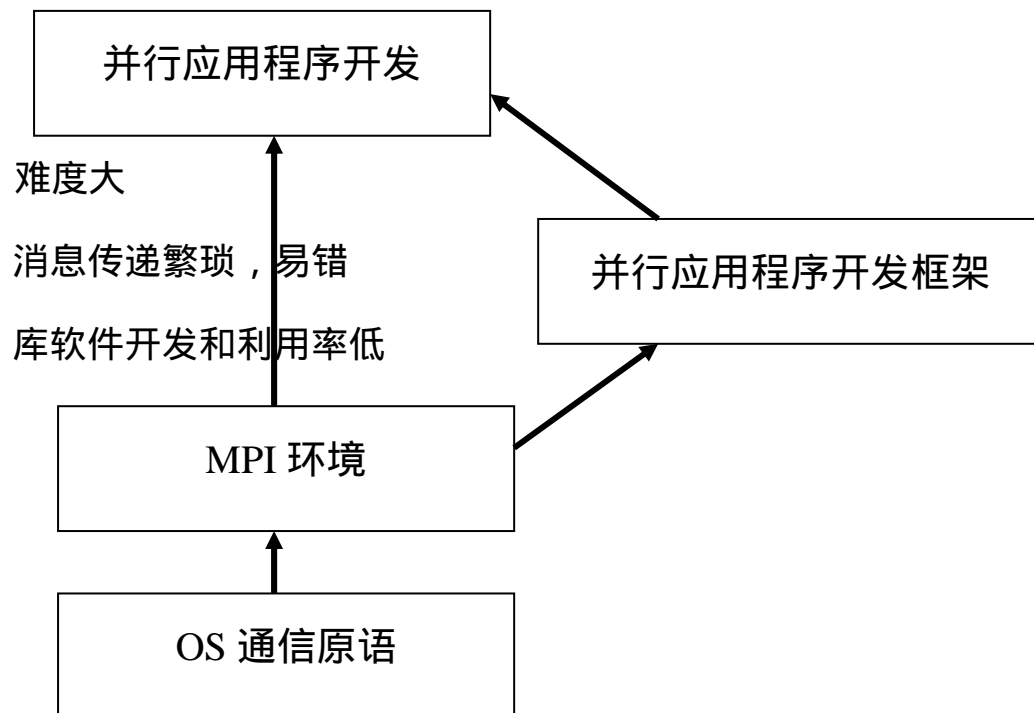 并行应用程序开发
难度大
消息传递繁琐，易错
并行应用程序开发框架
库软件开发和利用率低
MPI 环境
OS 通信原语